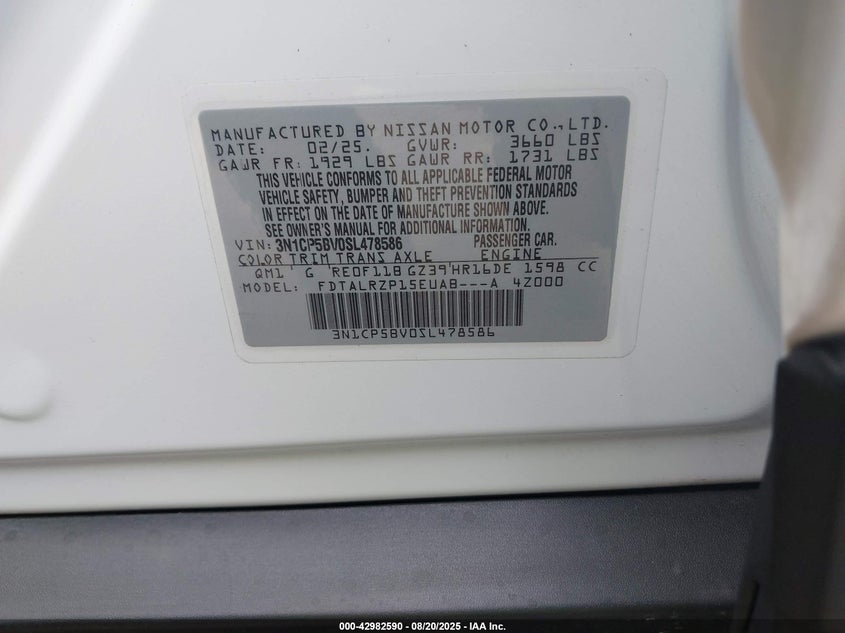 MANUFACTURED BY NISSAN MOTOR CO.,LTD.
DATE: 02/25. GVWR: 3660 LBS
GAWR FR: 1929 LBS GAWR RR: 1731 LBS
THIS VEHICLE CONFORMS TO ALL APPLICABLE FEDERAL MOTOR
VEHICLE SAFETY, BUMPER AND THEFT PREVENTION STANDARDS
IN EFFECT ON THE DATE OF MANUFACTURE SHOWN ABOVE.
SEE OWNER'S MANUAL FOR ADDITIONAL INFORMATION.
VIN: 3N1CP5BV0SL478586 PASSENGER CAR.
COLOR TRIM TRANS AXLE ENGINE
QM1 G RE0F11B GZ39 HR16DE 1598 CC
MODEL: FDTALRZP15EUAB---A 4Z000
3N1CP5BV0SL478586
000-42982590 - 08/20/2025 - IAA Inc.